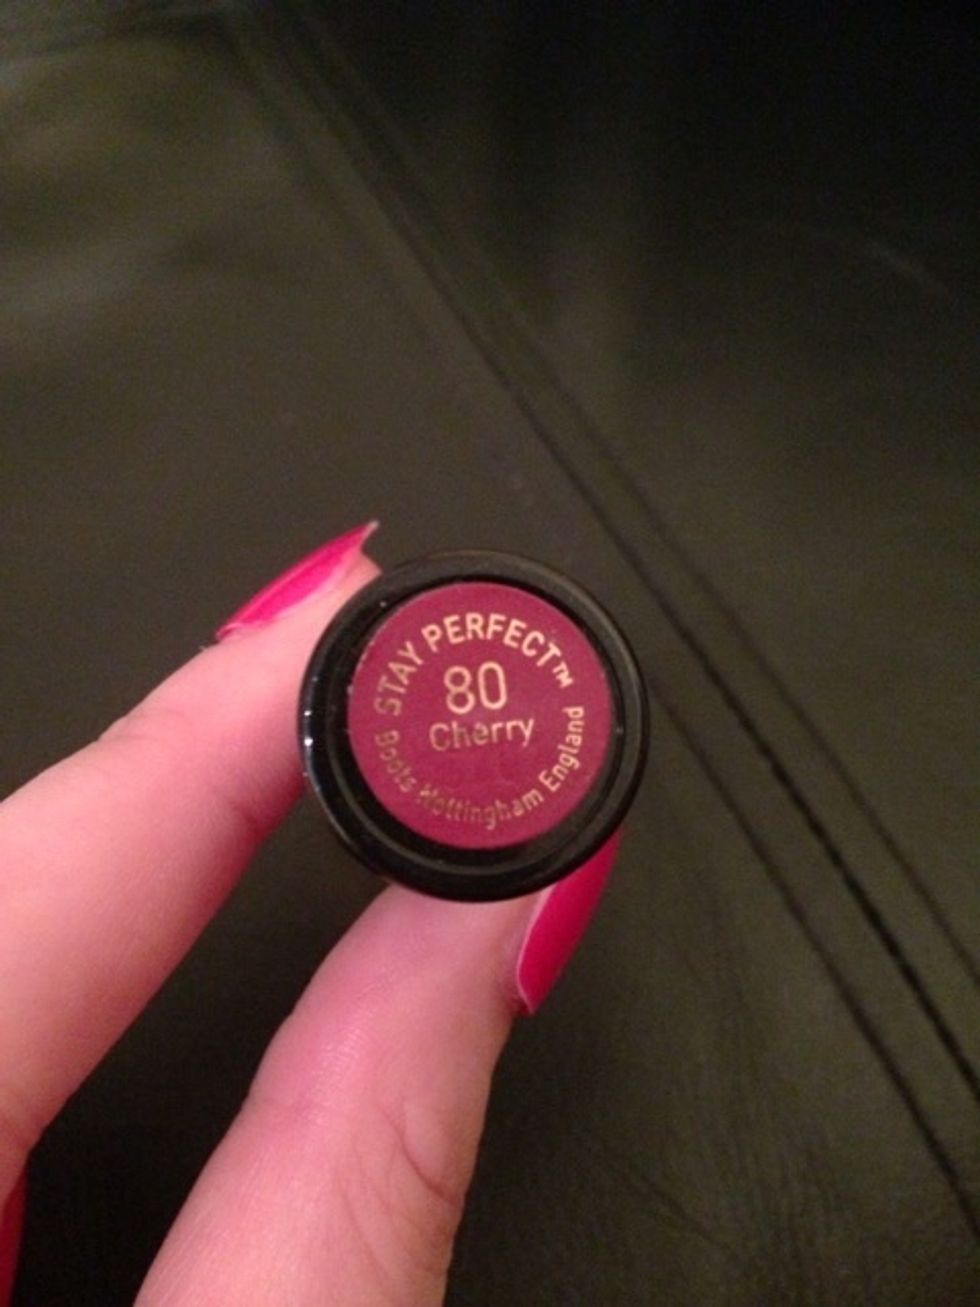 STAY PERFECT™
80
Cherry
Boots Nottingham England